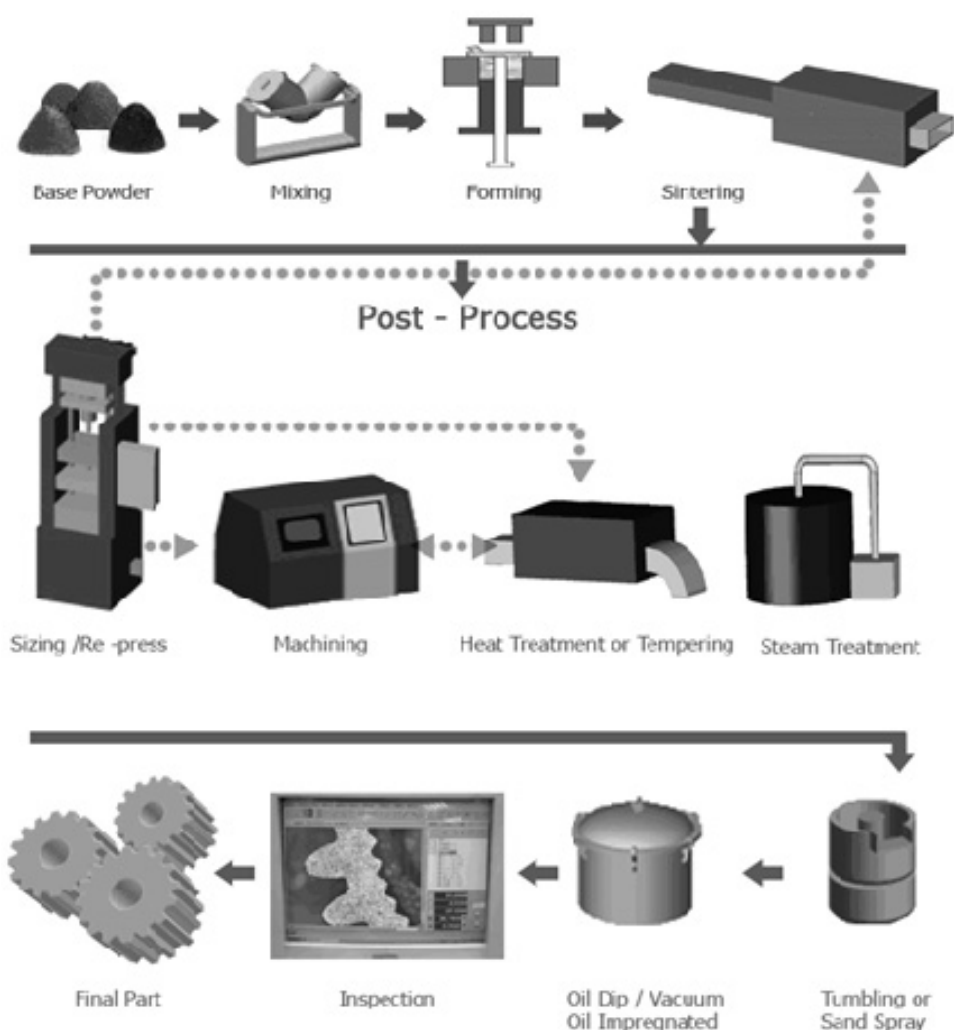 Base Powder
Mixing
Forming
Sintering
Post - Process
Sizing /Re -press
Machining
Heat Treatment or Tempering
Steam Treatment
Final Part
Inspection
Oil Dip / Vacuum
Oil Impregnated
Tumbling or
Sand Spray